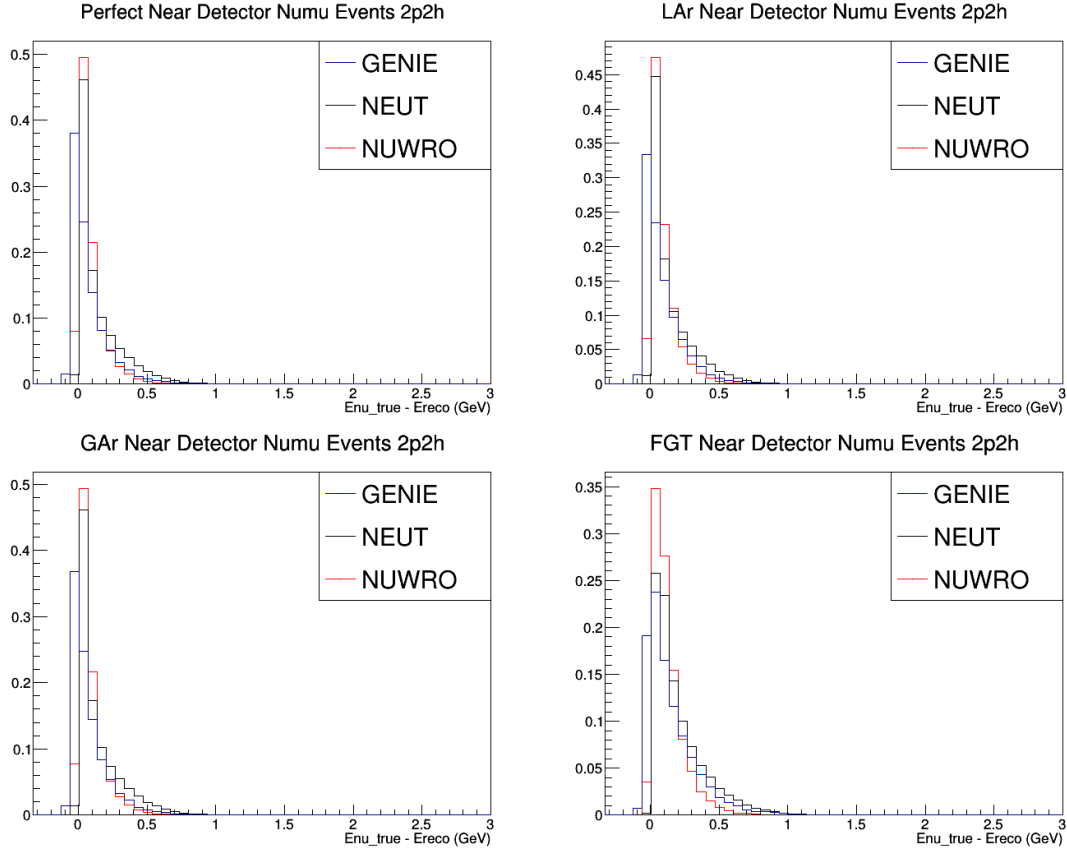 Perfect Near Detector Numu Events 2p2h
GENIE
NEUT
NUWRO
0.5
0.4
0.3
0.2
0.1
0
0 0.5 1 1.5 2 2.5 3
Enu_true - Ereco (GeV)
LAr Near Detector Numu Events 2p2h
GENIE
NEUT
NUWRO
0.45
0.4
0.35
0.3
0.25
0.2
0.15
0.1
0.05
0
0 0.5 1 1.5 2 2.5 3
Enu_true - Ereco (GeV)
GAr Near Detector Numu Events 2p2h
GENIE
NEUT
NUWRO
0.5
0.4
0.3
0.2
0.1
0
0 0.5 1 1.5 2 2.5 3
Enu_true - Ereco (GeV)
FGT Near Detector Numu Events 2p2h
GENIE
NEUT
NUWRO
0.35
0.3
0.25
0.2
0.15
0.1
0.05
0
0 0.5 1 1.5 2 2.5 3
Enu_true - Ereco (GeV)